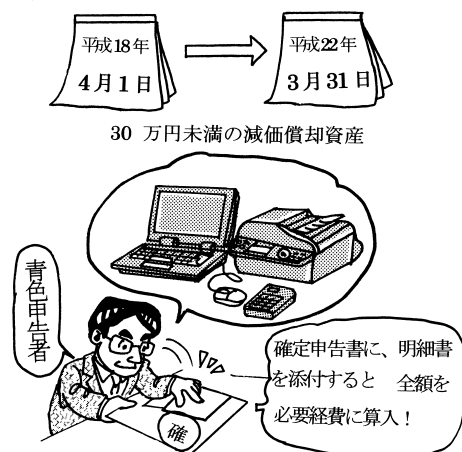 平成18年
4月1日
平成22年
3月31日
30 万円未満の減価償却資産
青色申告者
確定申告書に、明細書
を添付すると 全額を
必要経費に算入！
確